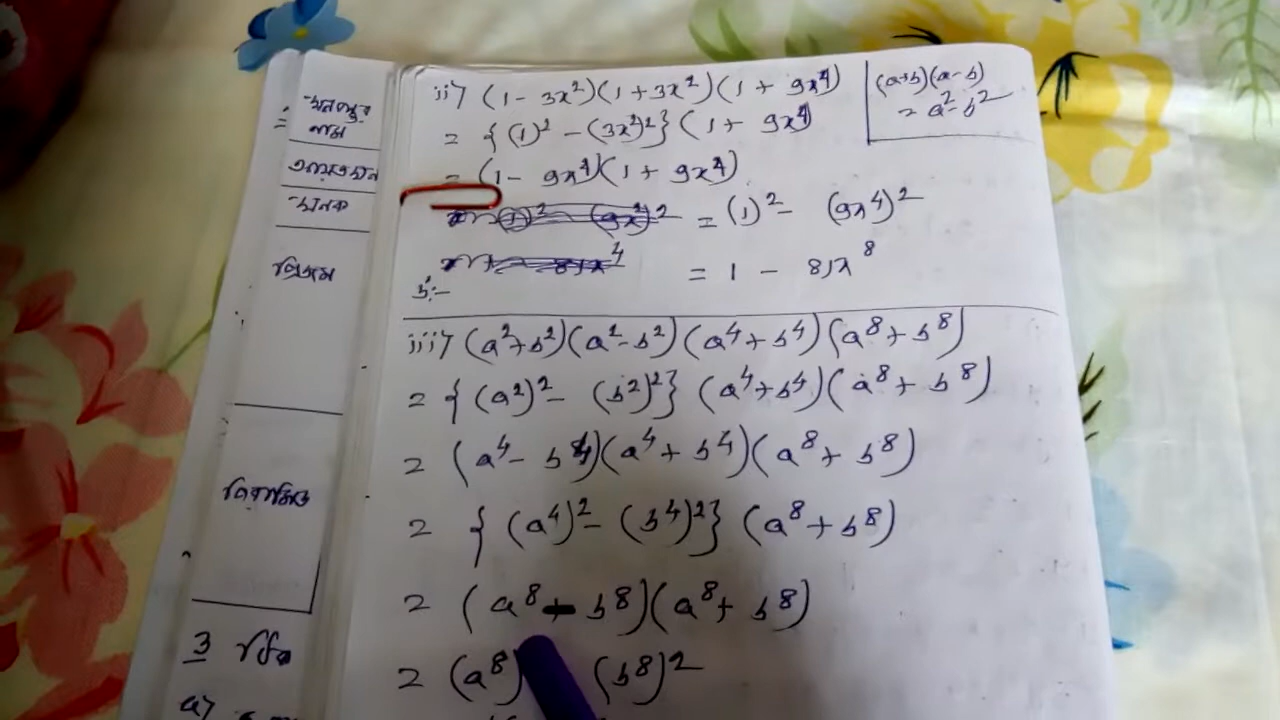 ii) (1 - 3x²)(1 + 3x²)(1 + 9x⁴)
= {(1)² - (3x²)²} (1 + 9x⁴)
= (1 - 9x⁴)(1 + 9x⁴)
= (1)² - (9x⁴)²
= 1 - 81x⁸
(a+b)(a-b)
= a² - b²
iii) (a²+b²)(a²-b²)(a⁴+b⁴)(a⁸+b⁸)
= {(a²)² - (b²)²} (a⁴+b⁴)(a⁸+b⁸)
= (a⁴ - b⁴)(a⁴ + b⁴)(a⁸ + b⁸)
= {(a⁴)² - (b⁴)²} (a⁸+b⁸)
= (a⁸ - b⁸)(a⁸ + b⁸)
= (a⁸) (b⁸)²
ঘনক
প্রিজম
3
a)